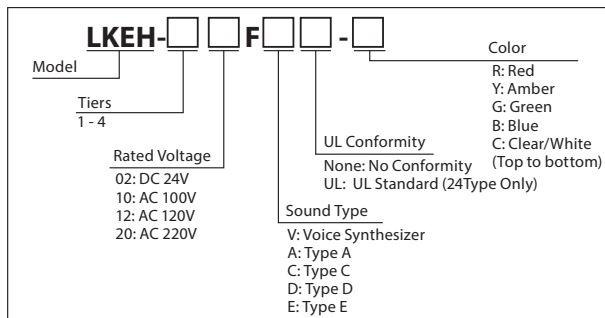 LKEH-□□F□□-□
Model
Tiers
1 - 4
Rated Voltage
02: DC 24V
10: AC 100V
12: AC 120V
20: AC 220V
Sound Type
V: Voice Synthesizer
A: Type A
C: Type C
D: Type D
E: Type E
UL Conformity
None: No Conformity
UL: UL Standard (24Type Only)
Color
R: Red
Y: Amber
G: Green
B: Blue
C: Clear/White
(Top to bottom)